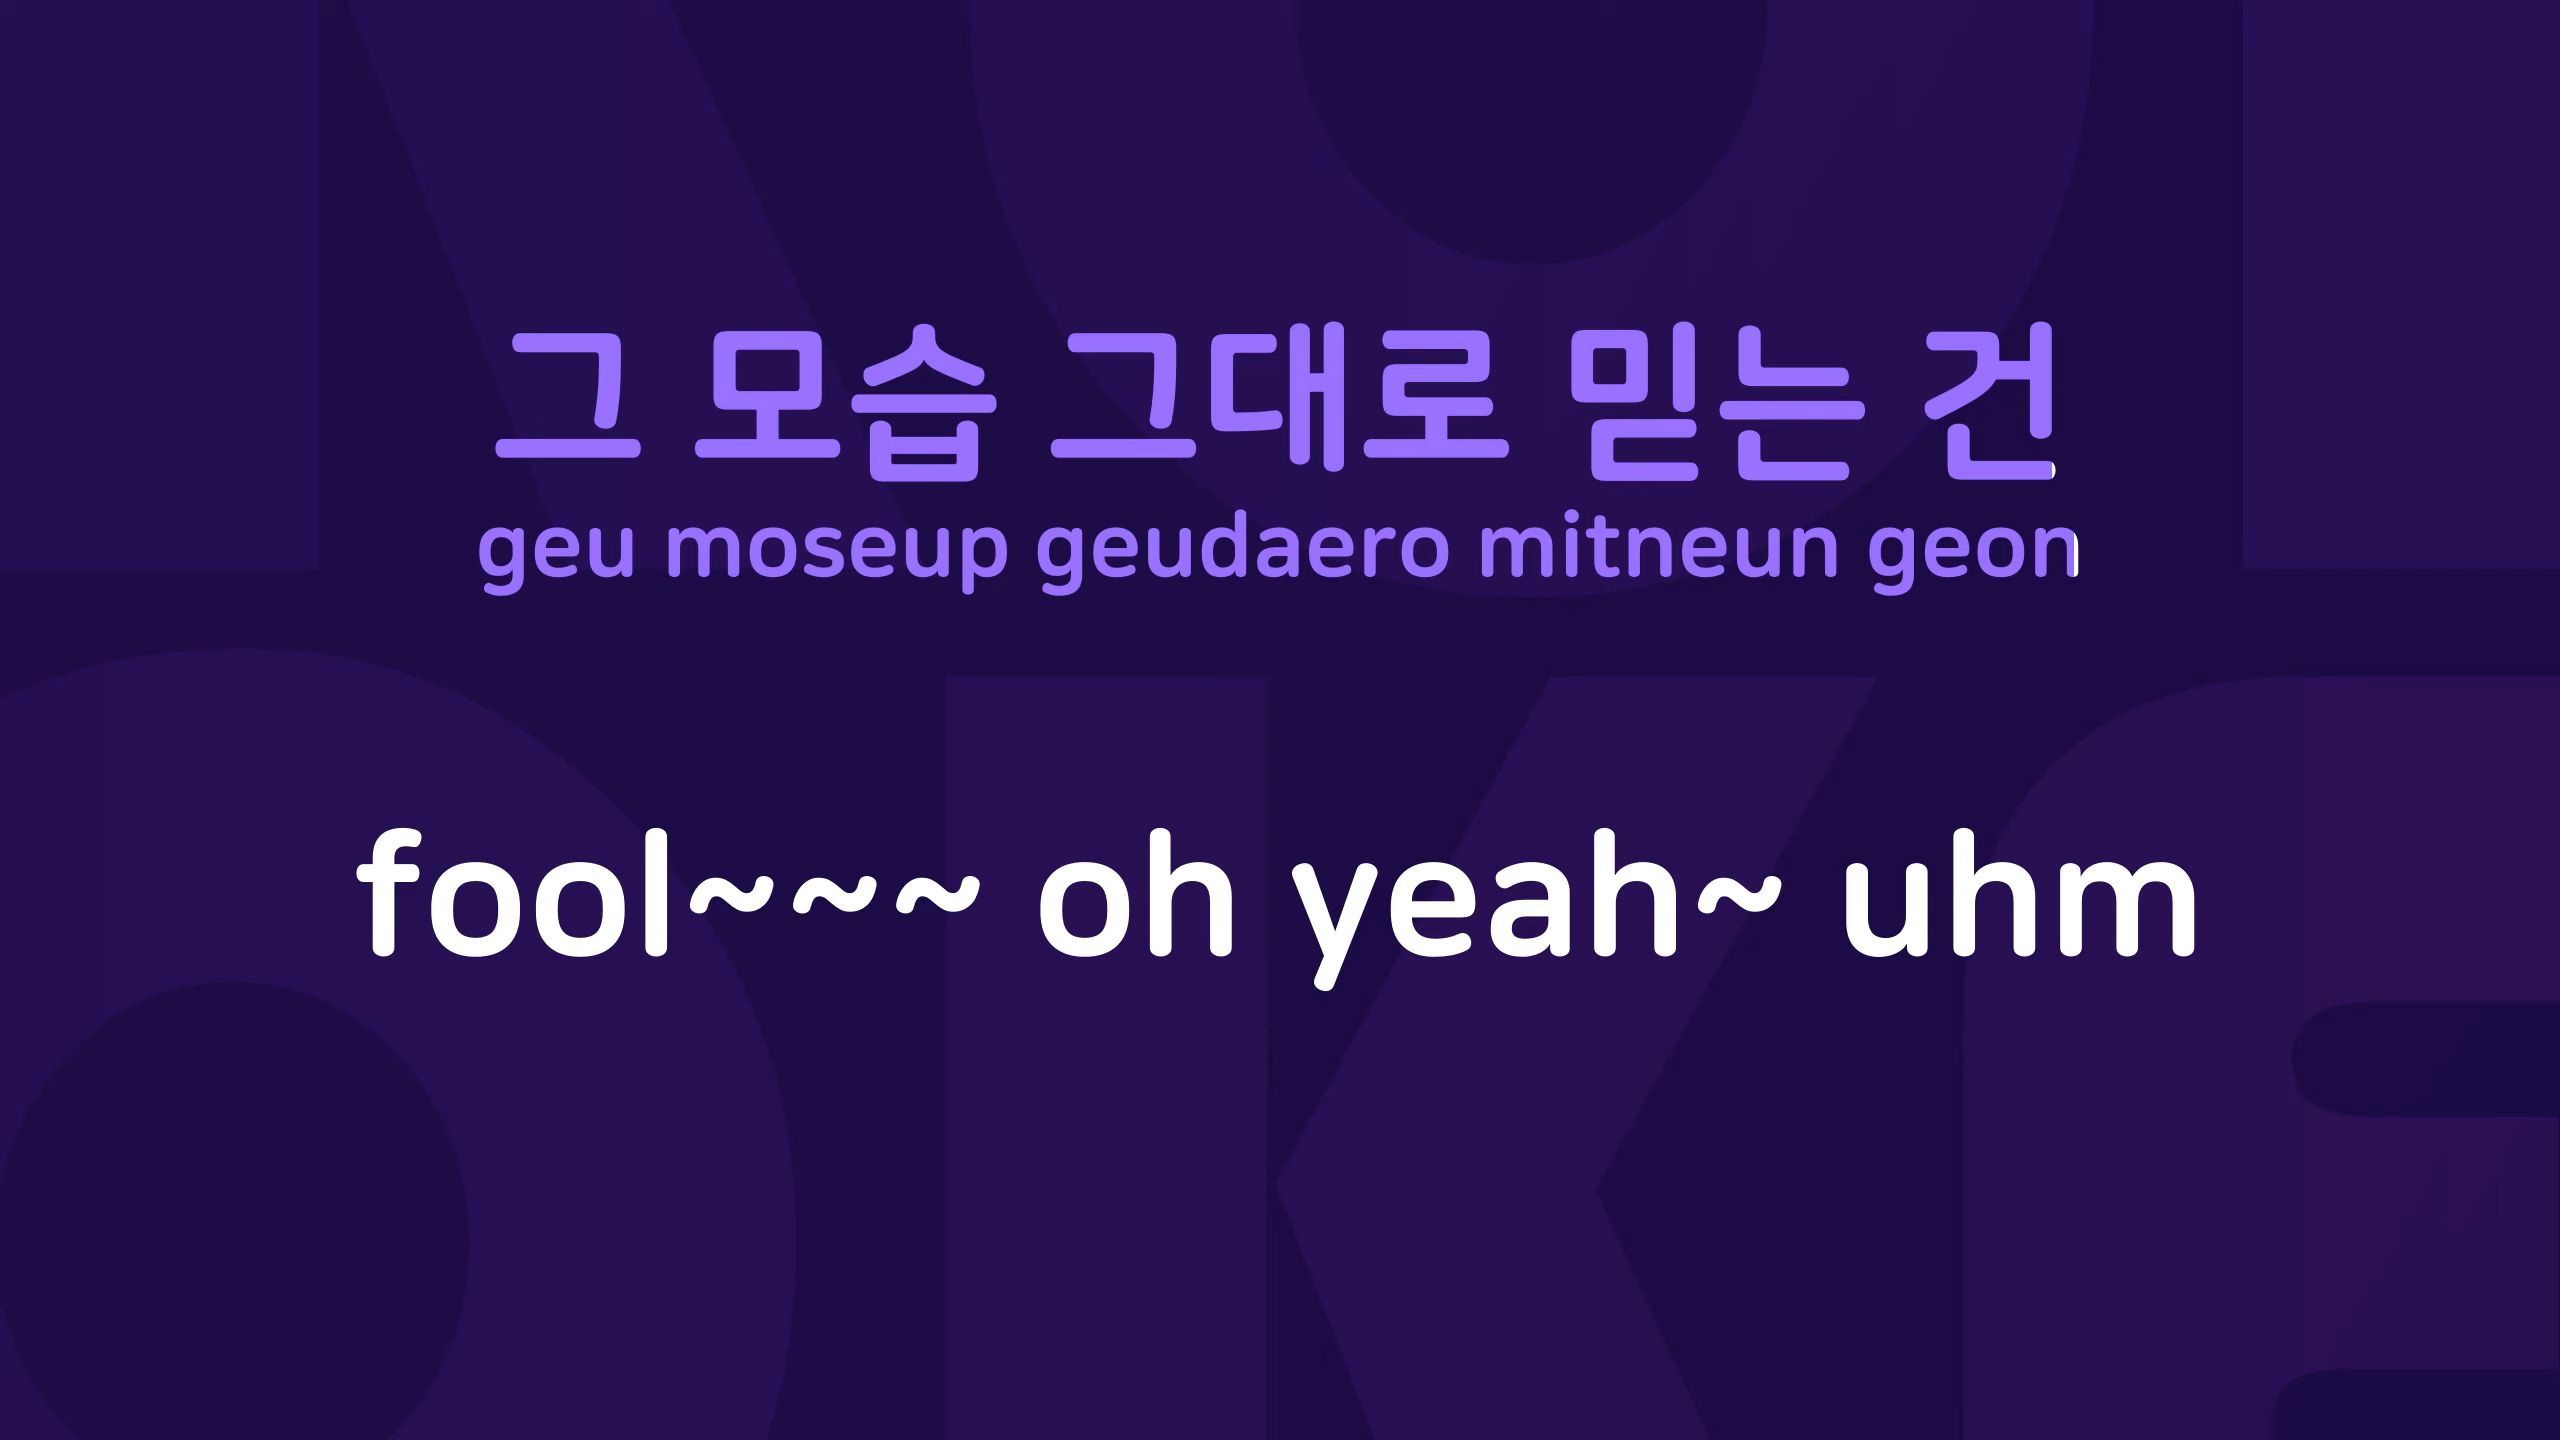 그 모습 그대로 믿는 건
geu moseup geudaero mitneun geon
fool~~~ oh yeah~ uhm